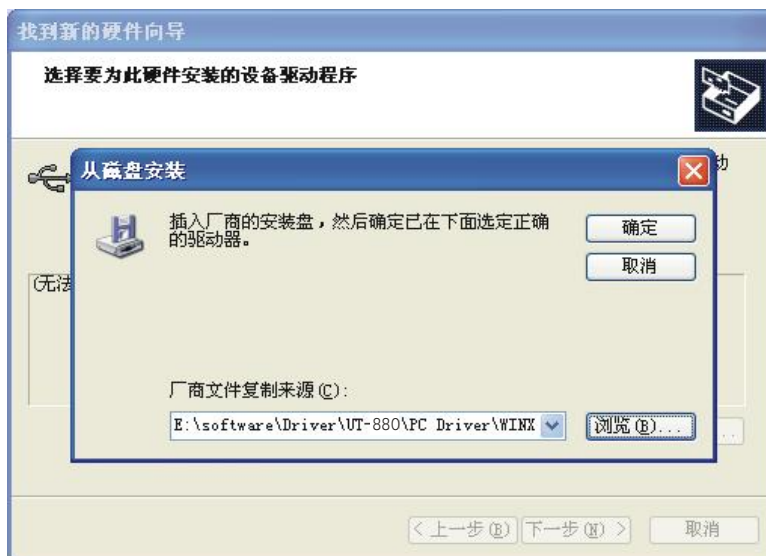 找到新的硬件向导
选择要为此硬件安装的设备驱动程序
动
从磁盘安装
插入厂商的安装盘，然后确定已在下面选定正确
的驱动器。
确定
取消
(无法
厂商文件复制来源(C):
E:\software\Driver\UT-880\PC Driver\WINX
浏览(B)...
< 上一步(B)
下一步(N) >
取消